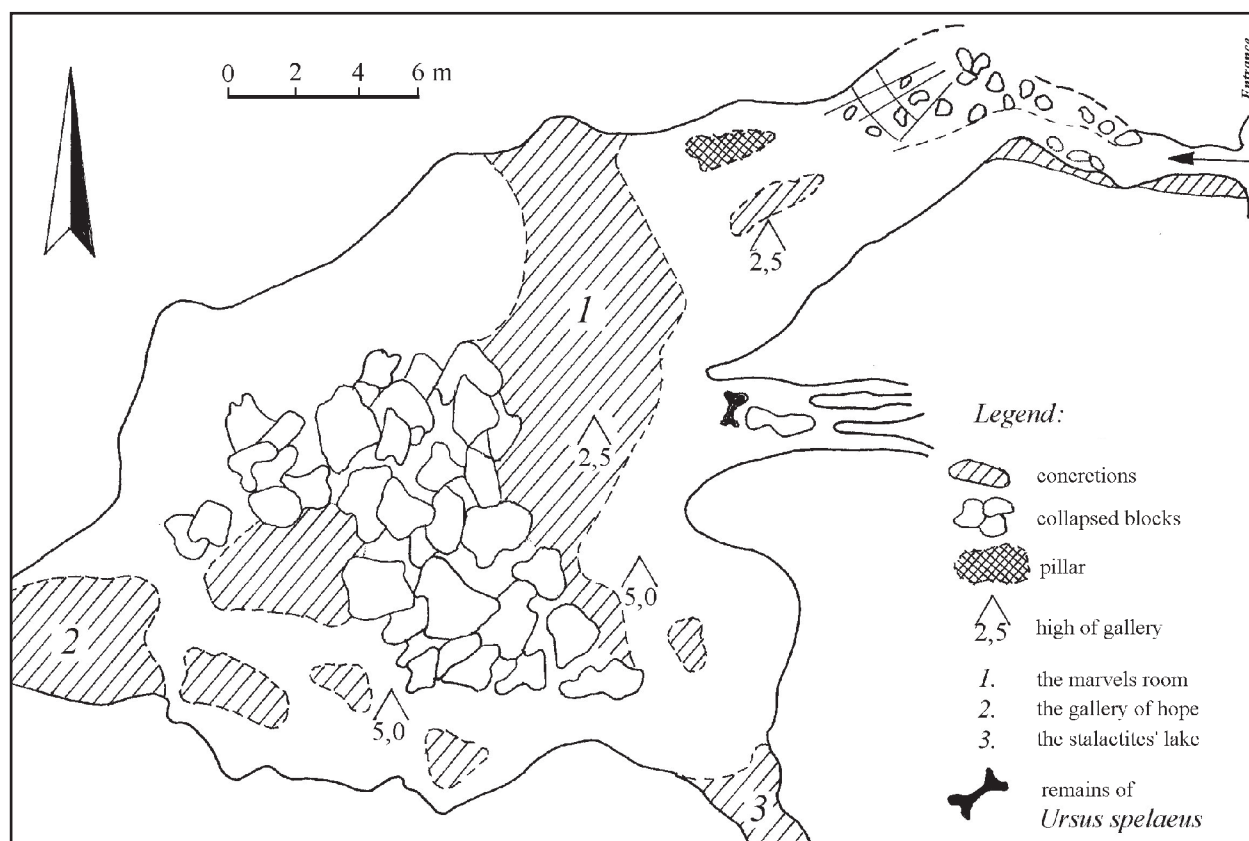 0 2 4 6 m
Entrance
2,5
1
2,5
5,0
2
5,0
3
Legend:
concretions
collapsed blocks
pillar
2,5 high of gallery
1. the marvels room
2. the gallery of hope
3. the stalactites' lake
remains of
Ursus spelaeus